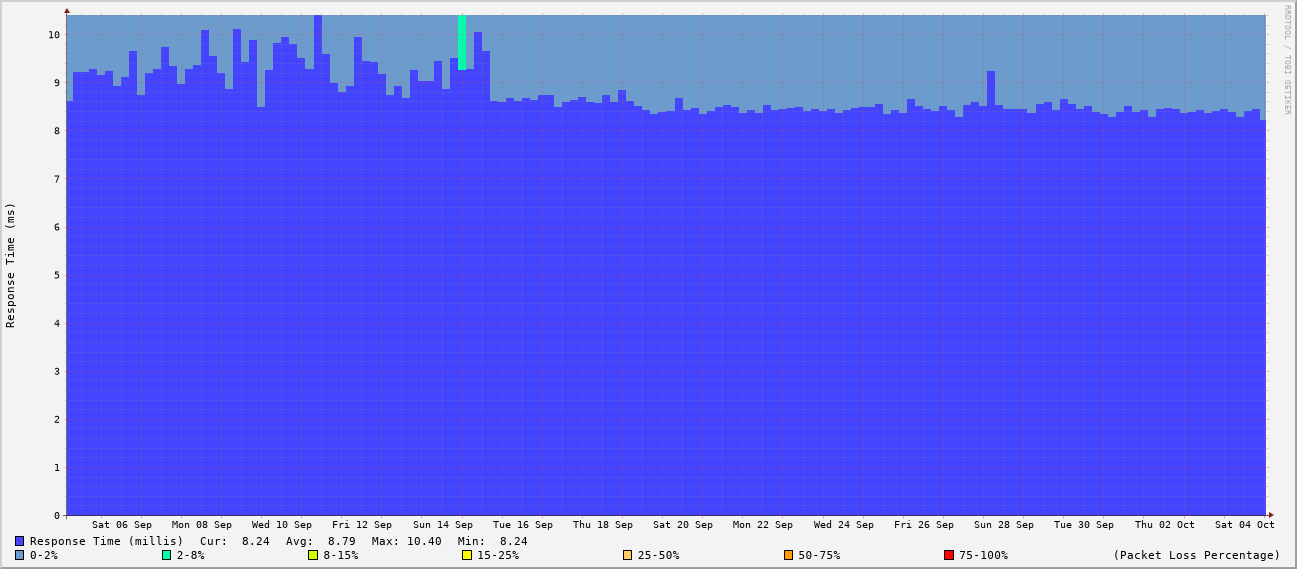 RRDTOOL / TOBI OETIKER
Response Time (ms)
10
9
8
7
6
5
4
3
2
1
0
Sat 06 Sep Mon 08 Sep Wed 10 Sep Fri 12 Sep Sun 14 Sep Tue 16 Sep Thu 18 Sep Sat 20 Sep Mon 22 Sep Wed 24 Sep Fri 26 Sep Sun 28 Sep Tue 30 Sep Thu 02 Oct Sat 04 Oct
Response Time (millis) Cur: 8.24 Avg: 8.79 Max: 10.40 Min: 8.24
0-2% 2-8% 8-15% 15-25% 25-50% 50-75% 75-100% (Packet Loss Percentage)